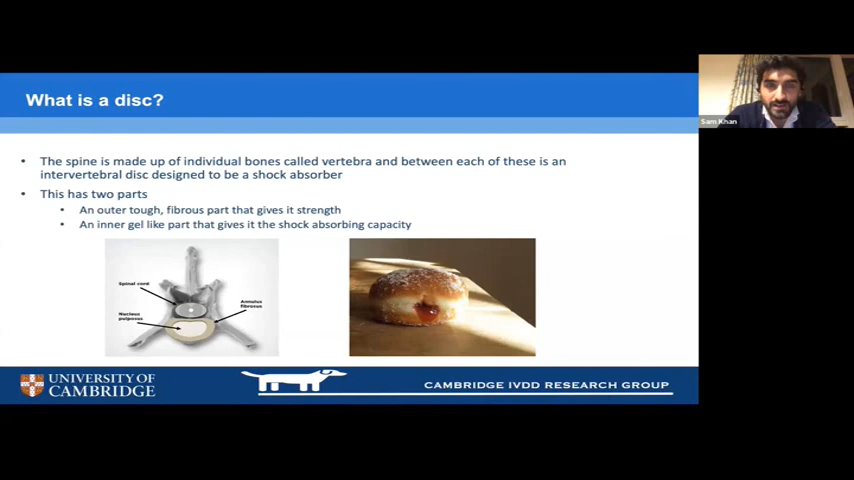 What is a disc?
Sam Khan
• The spine is made up of individual bones called vertebra and between each of these is an
intervertebral disc designed to be a shock absorber
• This has two parts
• An outer tough, fibrous part that gives it strength
• An inner gel like part that gives it the shock absorbing capacity
Spinal cord
Annulus
fibrosus
Nucleus
pulposus
UNIVERSITY OF
CAMBRIDGE
CAMBRIDGE IVDD RESEARCH GROUP